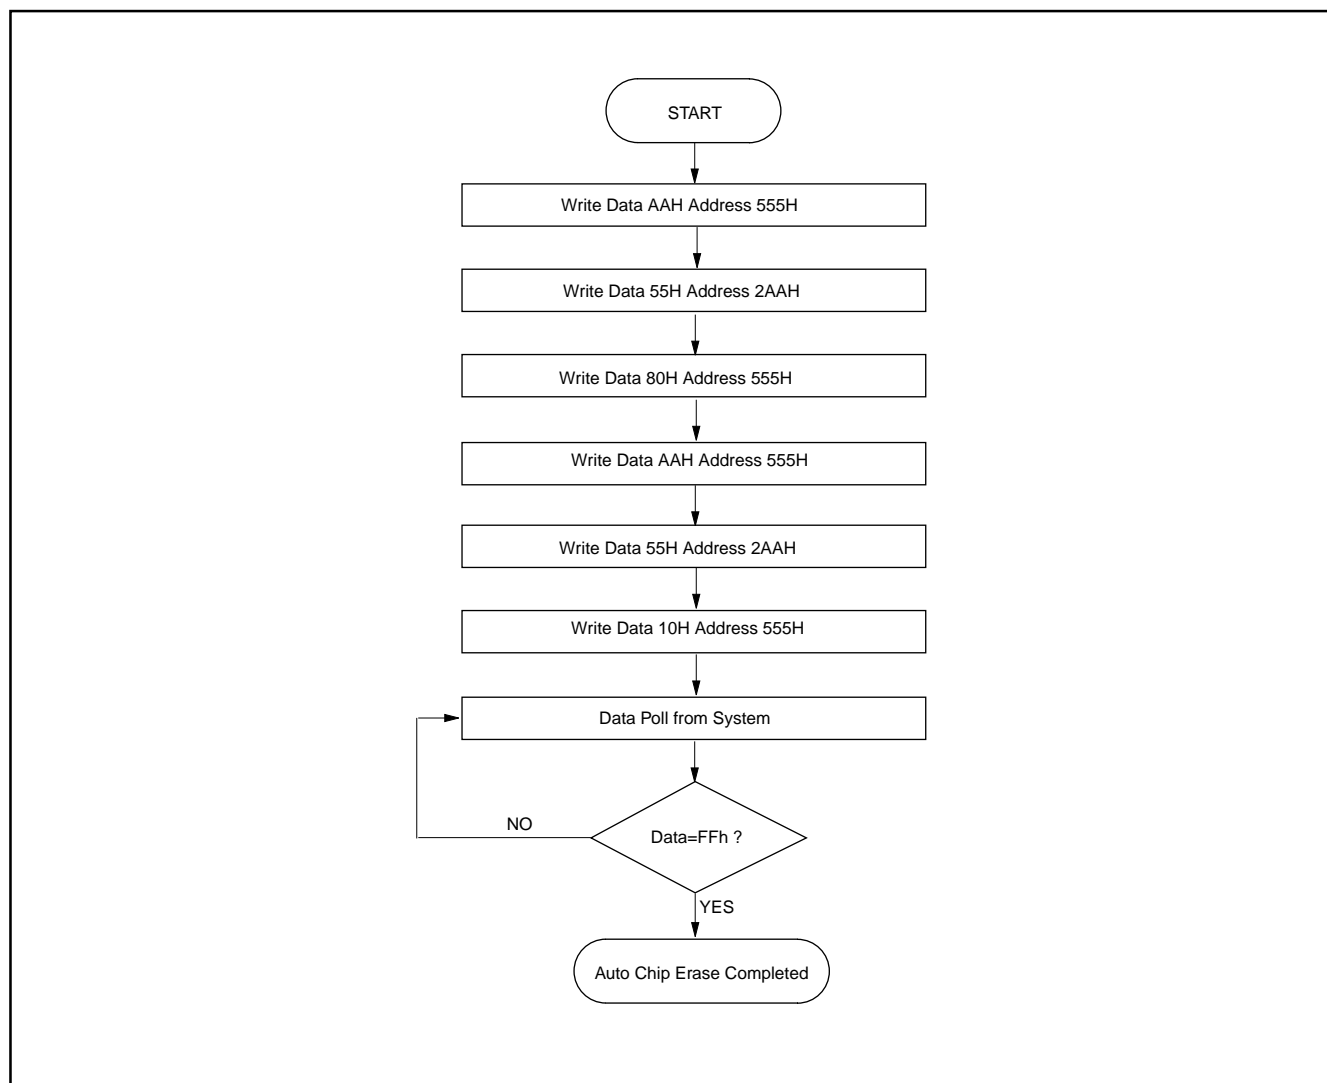 START
Write Data AAH Address 555H
Write Data 55H Address 2AAH
Write Data 80H Address 555H
Write Data AAH Address 555H
Write Data 55H Address 2AAH
Write Data 10H Address 555H
Data Poll from System
NO
Data=FFh ?
YES
Auto Chip Erase Completed